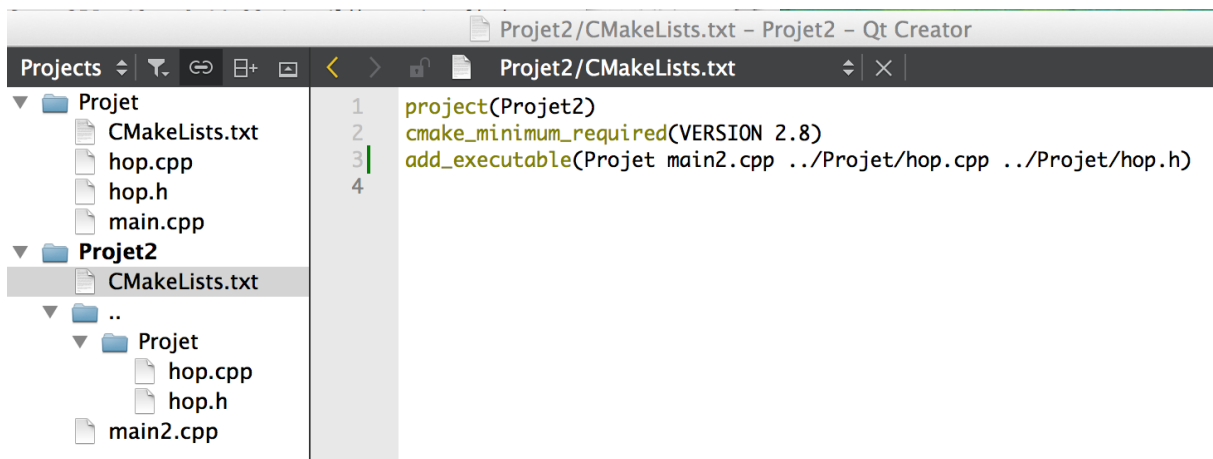 Projet2/CMakeLists.txt – Projet2 – Qt Creator
Projects
Projet2/CMakeLists.txt
Projet
CMakeLists.txt
hop.cpp
hop.h
main.cpp
Projet2
CMakeLists.txt
..
Projet
hop.cpp
hop.h
main2.cpp
1 project(Projet2)
2 cmake_minimum_required(VERSION 2.8)
3 add_executable(Projet main2.cpp ../Projet/hop.cpp ../Projet/hop.h)
4